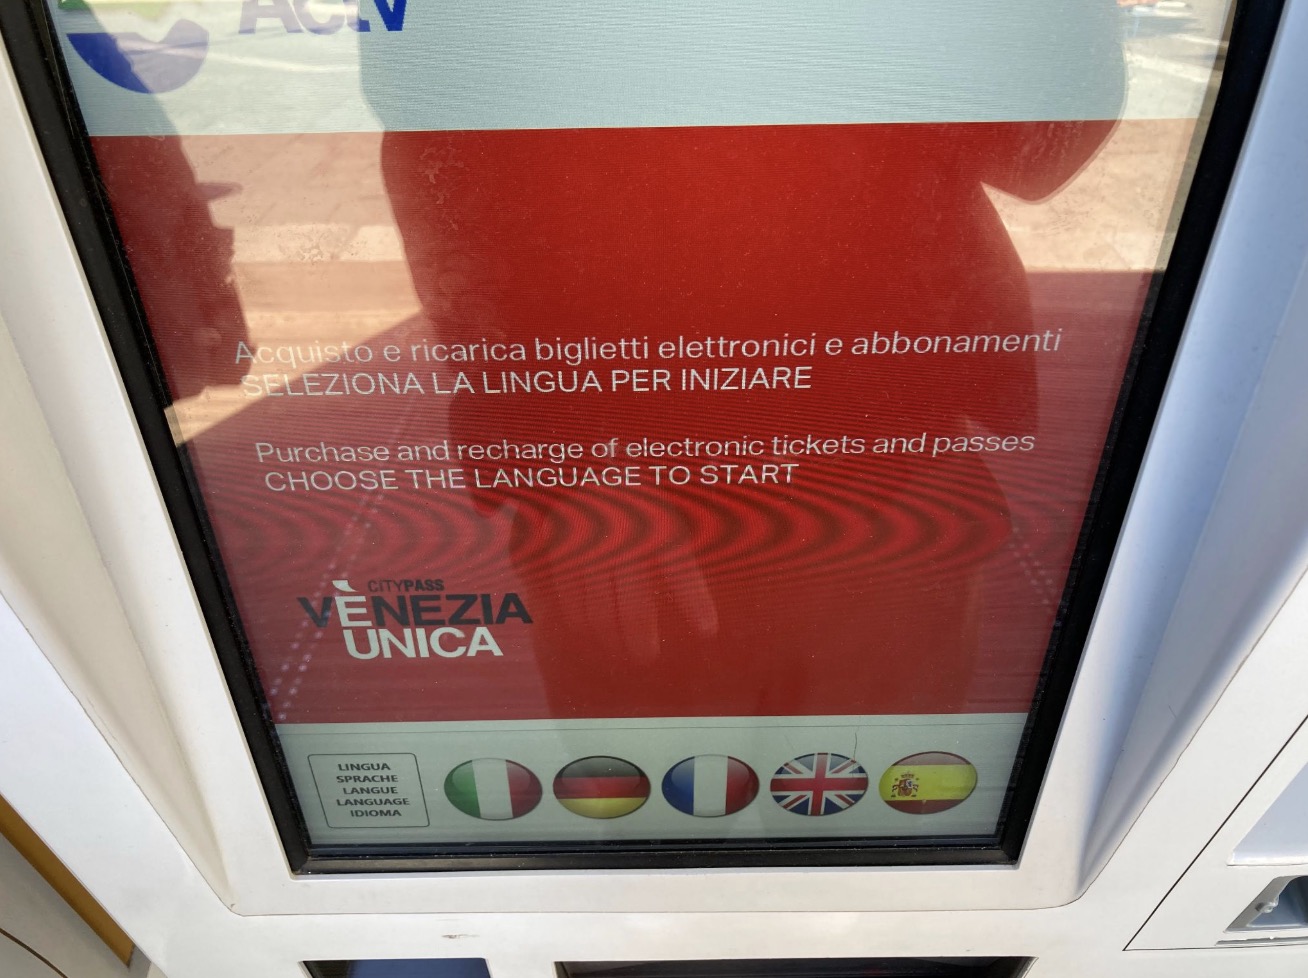 Actv
Acquisto e ricarica biglietti elettronici e abbonamenti
SELEZIONA LA LINGUA PER INIZIARE
Purchase and recharge of electronic tickets and passes
CHOOSE THE LANGUAGE TO START
CITYPASS
VÈNEZIA
UNICA
LINGUA
SPRACHE
LANGUE
LANGUAGE
IDIOMA